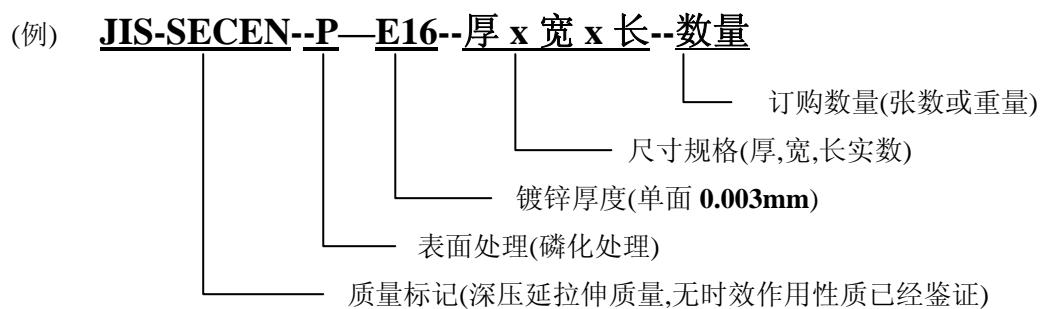 (例) JIS-SECEN--P—E16--厚 x 宽 x 长--数量
订购数量(张数或重量)
尺寸规格(厚,宽,长实数)
镀锌厚度(单面 0.003mm)
表面处理(磷化处理)
质量标记(深压延拉伸质量,无时效作用性质已经鉴证)